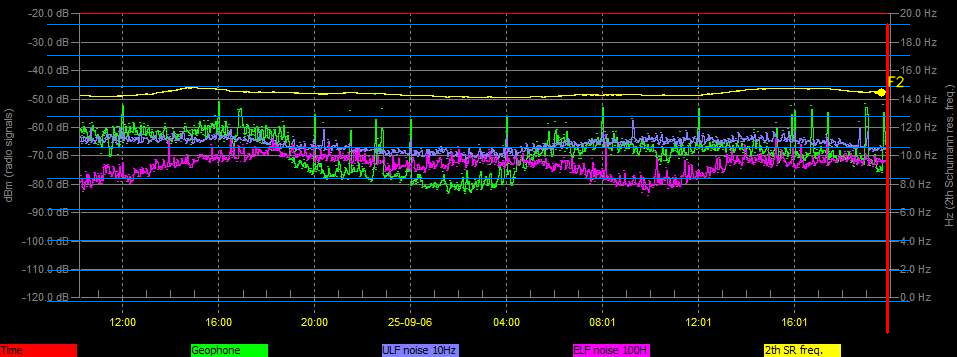 -20.0 dB 20.0 Hz
-30.0 dB 18.0 Hz
-40.0 dB 16.0 Hz
F2
-50.0 dB 14.0 Hz
-60.0 dB 12.0 Hz
-70.0 dB 10.0 Hz
-80.0 dB 8.0 Hz
-90.0 dB 6.0 Hz
-100.0 dB 4.0 Hz
-110.0 dB 2.0 Hz
-120.0 dB 0.0 Hz
dBm (radio signals)
Hz (2th Schumann res. freq.)
12:00 16:00 20:00 25-09-06 04:00 08:01 12:01 16:01
Time Geophone ULF noise 10Hz ELF noise 100H 2th SR freq.